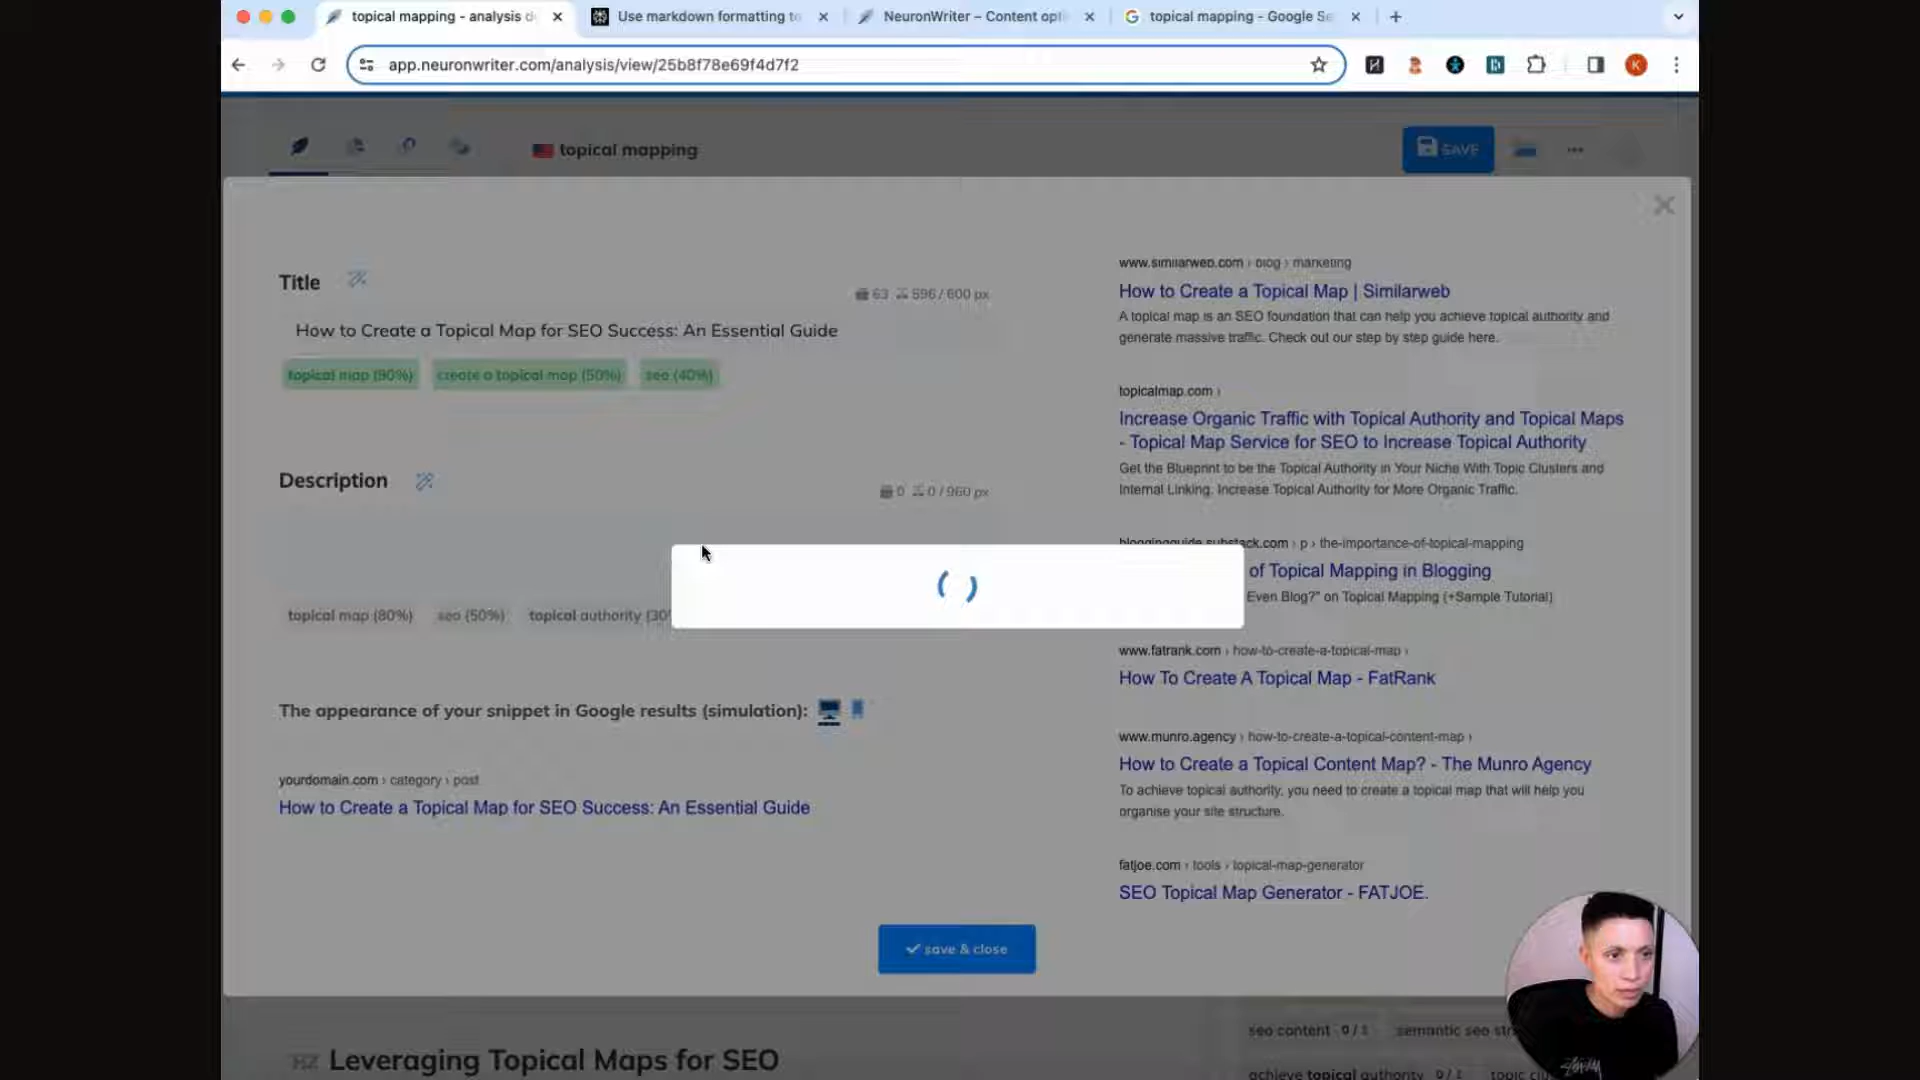 topical mapping - analysis d
Use markdown formatting to
NeuronWriter – Content opti
topical mapping - Google Se
app.neuronwriter.com/analysis/view/25b8f78e69f4d7f2
K
topical mapping
SAVE
Title
63 596 / 600 px
How to Create a Topical Map for SEO Success: An Essential Guide
topical map (90%) create a topical map (50%) seo (40%)
Description
0 0 / 960 px
topical map (80%) seo (50%) topical authority (30
The appearance of your snippet in Google results (simulation):
yourdomain.com › category › post
How to Create a Topical Map for SEO Success: An Essential Guide
www.similarweb.com › blog › marketing
How to Create a Topical Map | Similarweb
A topical map is an SEO foundation that can help you achieve topical authority and
generate massive traffic. Check out our step by step guide here.
topicalmap.com ›
Increase Organic Traffic with Topical Authority and Topical Maps
- Topical Map Service for SEO to Increase Topical Authority
Get the Blueprint to be the Topical Authority in Your Niche With Topic Clusters and
Internal Linking. Increase Topical Authority for More Organic Traffic.
bloggingguide.substack.com › p › the-importance-of-topical-mapping
of Topical Mapping in Blogging
Even Blog?" on Topical Mapping (+Sample Tutorial)
www.fatrank.com › how-to-create-a-topical-map ›
How To Create A Topical Map - FatRank
www.munro.agency › how-to-create-a-topical-content-map ›
How to Create a Topical Content Map? - The Munro Agency
To achieve topical authority, you need to create a topical map that will help you
organise your site structure.
fatjoe.com › tools › topical-map-generator
SEO Topical Map Generator - FATJOE.
save & close
H2 Leveraging Topical Maps for SEO
seo content 0 / 1 semantic seo str
achieve topical authority 0 / 1 topic clu